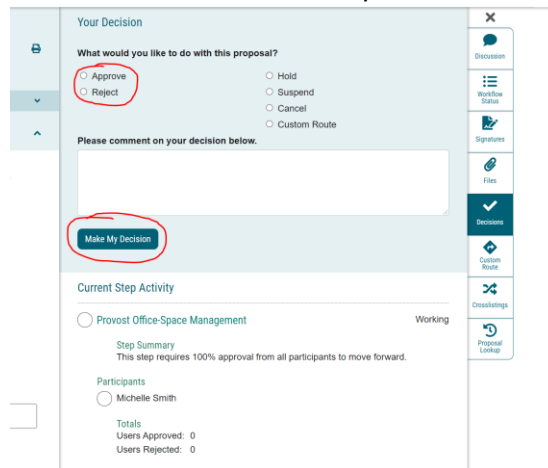 Your Decision
What would you like to do with this proposal?
Approve
Hold
Reject
Suspend
Cancel
Custom Route
Please comment on your decision below.
Make My Decision
Current Step Activity
Provost Office-Space Management
Working
Step Summary
This step requires 100% approval from all participants to move forward.
Participants
Michelle Smith
Totals
Users Approved: 0
Users Rejected: 0
Discussion
Workflow
Status
Signatures
Files
Decisions
Custom
Route
Crosslistings
Proposal
Lookup